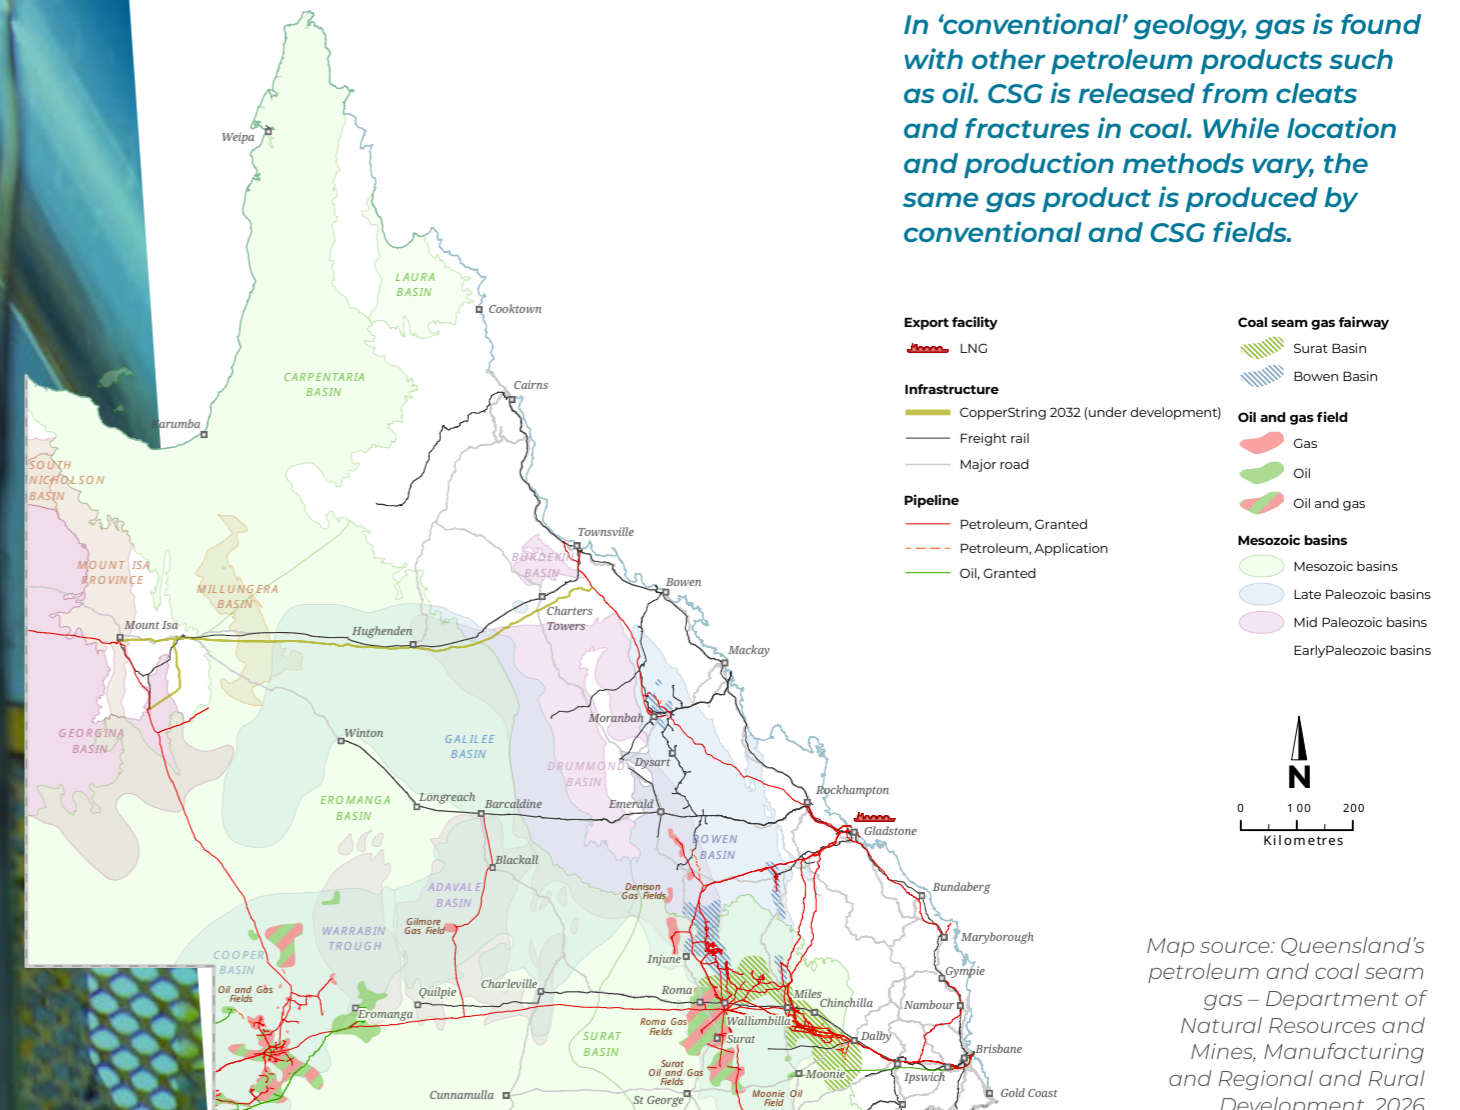 In ‘conventional’ geology, gas is found
with other petroleum products such
as oil. CSG is released from cleats
and fractures in coal. While location
and production methods vary, the
same gas product is produced by
conventional and CSG fields.
Export facility
LNG
Infrastructure
CopperString 2032 (under development)
Freight rail
Major road
Pipeline
Petroleum, Granted
Petroleum, Application
Oil, Granted
Coal seam gas fairway
Surat Basin
Bowen Basin
Oil and gas field
Gas
Oil
Oil and gas
Mesozoic basins
Mesozoic basins
Late Paleozoic basins
Mid Paleozoic basins
EarlyPaleozoic basins
N
0 100 200
Kilometres
Map source: Queensland’s
petroleum and coal seam
gas – Department of
Natural Resources and
Mines, Manufacturing
and Regional and Rural
Development, 2026
Weipa
LAURA
BASIN
Cooktown
CARPENTARIA
BASIN
Cairns
Karumba
SOUTH
NICHOLSON
BASIN
Townsville
BURDEKIN
BASIN
MOUNT ISA
PROVINCE
MILLUNGERA
BASIN
Bowen
Charters
Towers
Mount Isa
Hughenden
Mackay
Moranbah
GEORGINA
BASIN
Winton
GALILEE
BASIN
Dysart
DRUMMOND
BASIN
Rockhampton
EROMANGA
BASIN
Longreach
Barcaldine
Emerald
Gladstone
BOWEN
BASIN
Blackall
ADAVALE
BASIN
Denison
Gas Fields
Bundaberg
Gilmore
Gas Field
WARRABIN
TROUGH
Maryborough
COOPER
BASIN
Injune
Gympie
Oil and Gas
Fields
Quilpie
Charleville
Roma
Miles
Chinchilla
Nambour
Eromanga
Wallumbilla
Roma Gas
Fields
SURAT
BASIN
Surat
Dalby
Brisbane
Surat
Oil and Gas
Fields
Moonie
Ipswich
Cunnamulla
St George
Moonie Oil
Field
Gold Coast